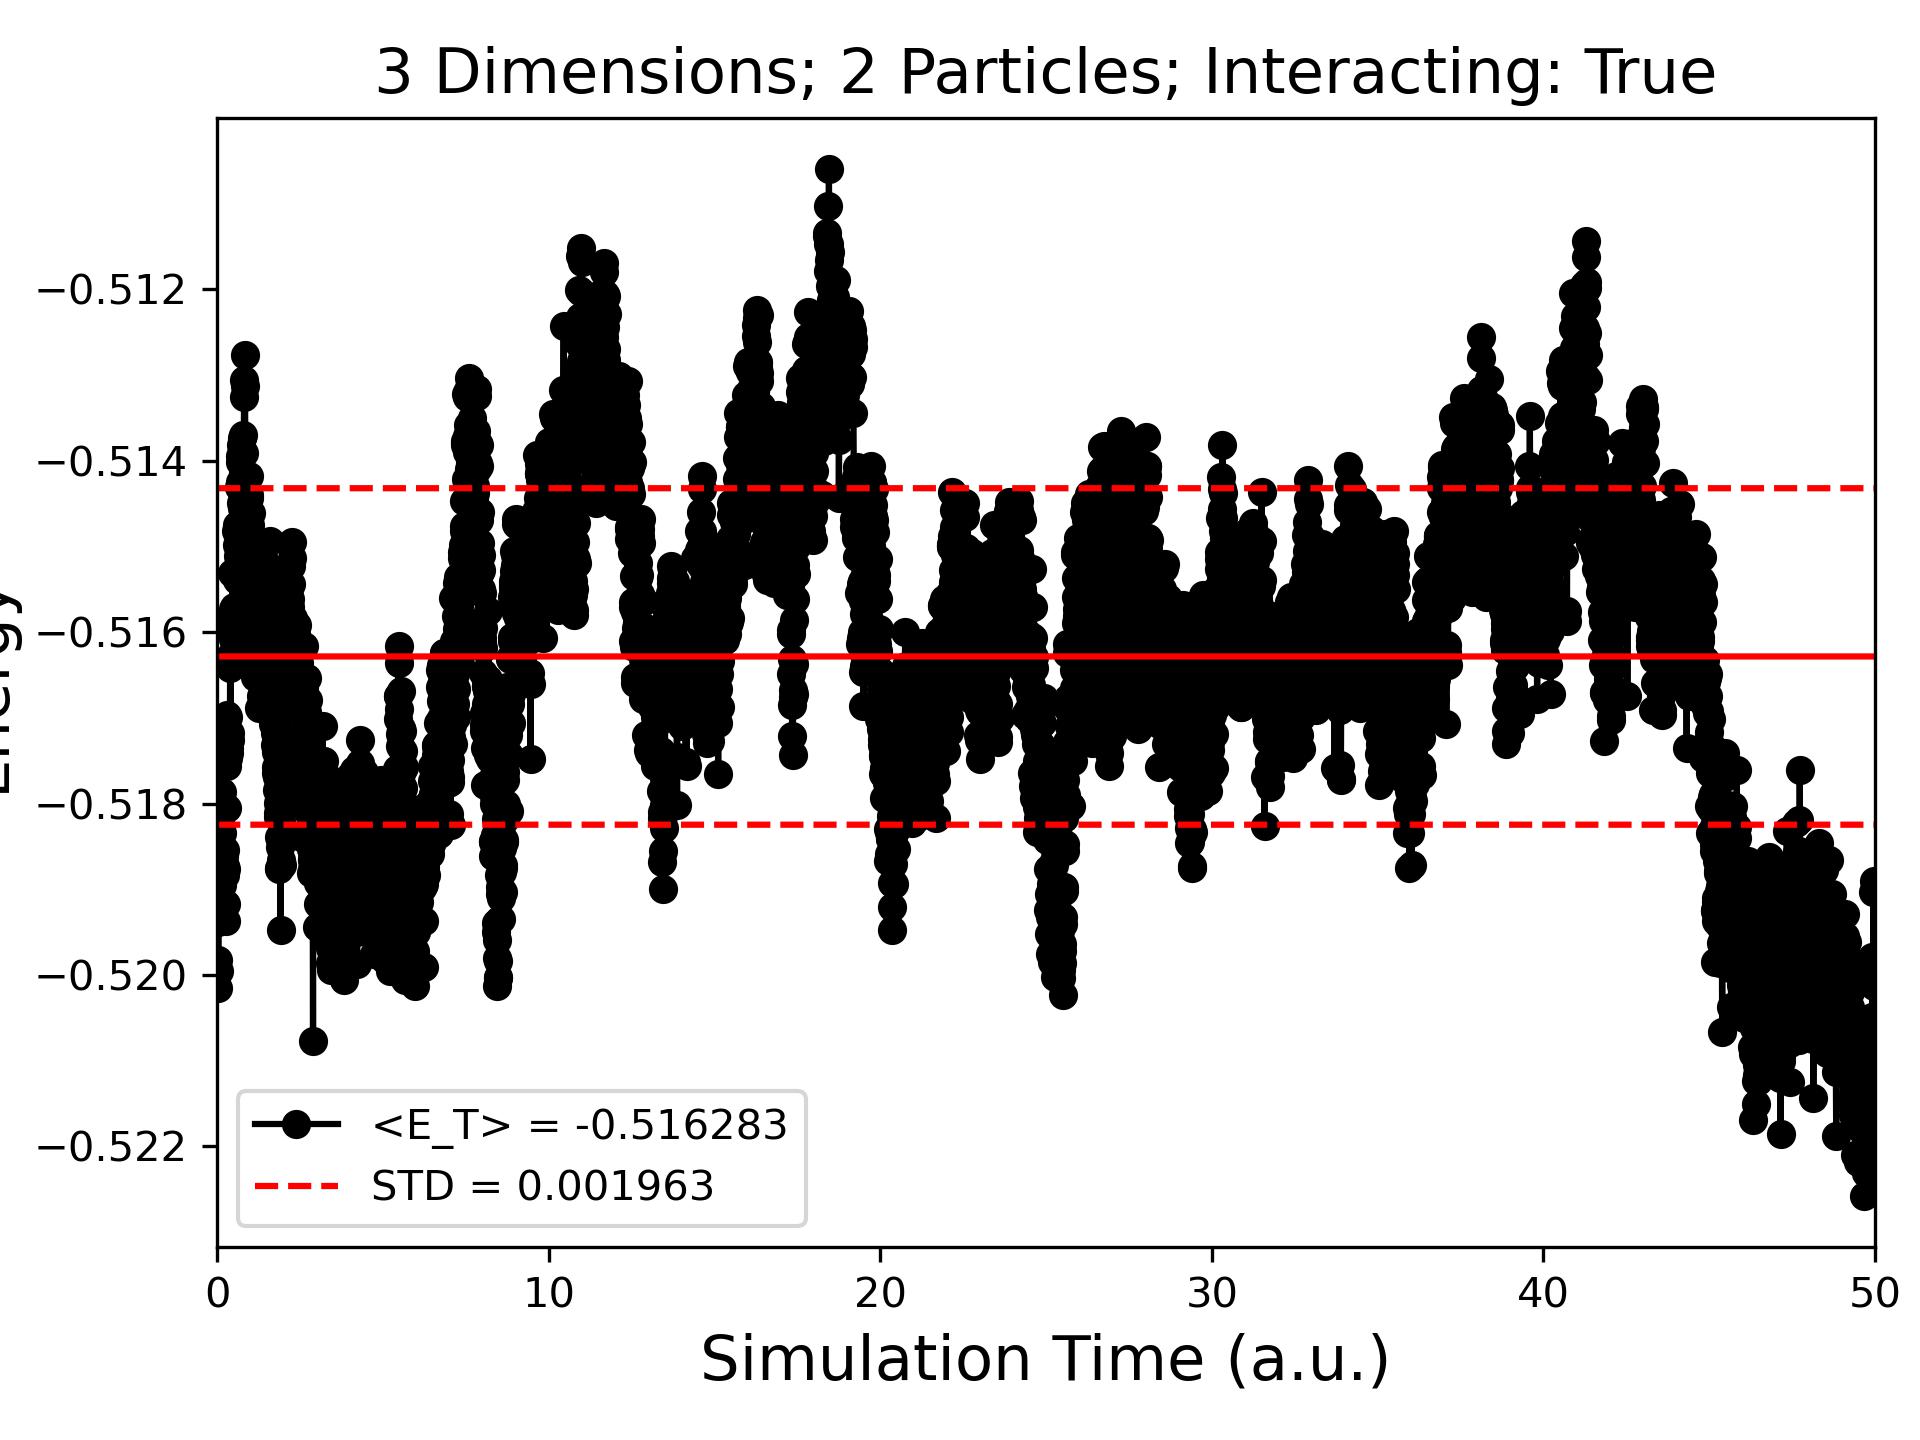 3 Dimensions; 2 Particles; Interacting: True
Energy
−0.512
−0.514
−0.516
−0.518
−0.520
−0.522
<E_T> = -0.516283
STD = 0.001963
0 10 20 30 40 50
Simulation Time (a.u.)